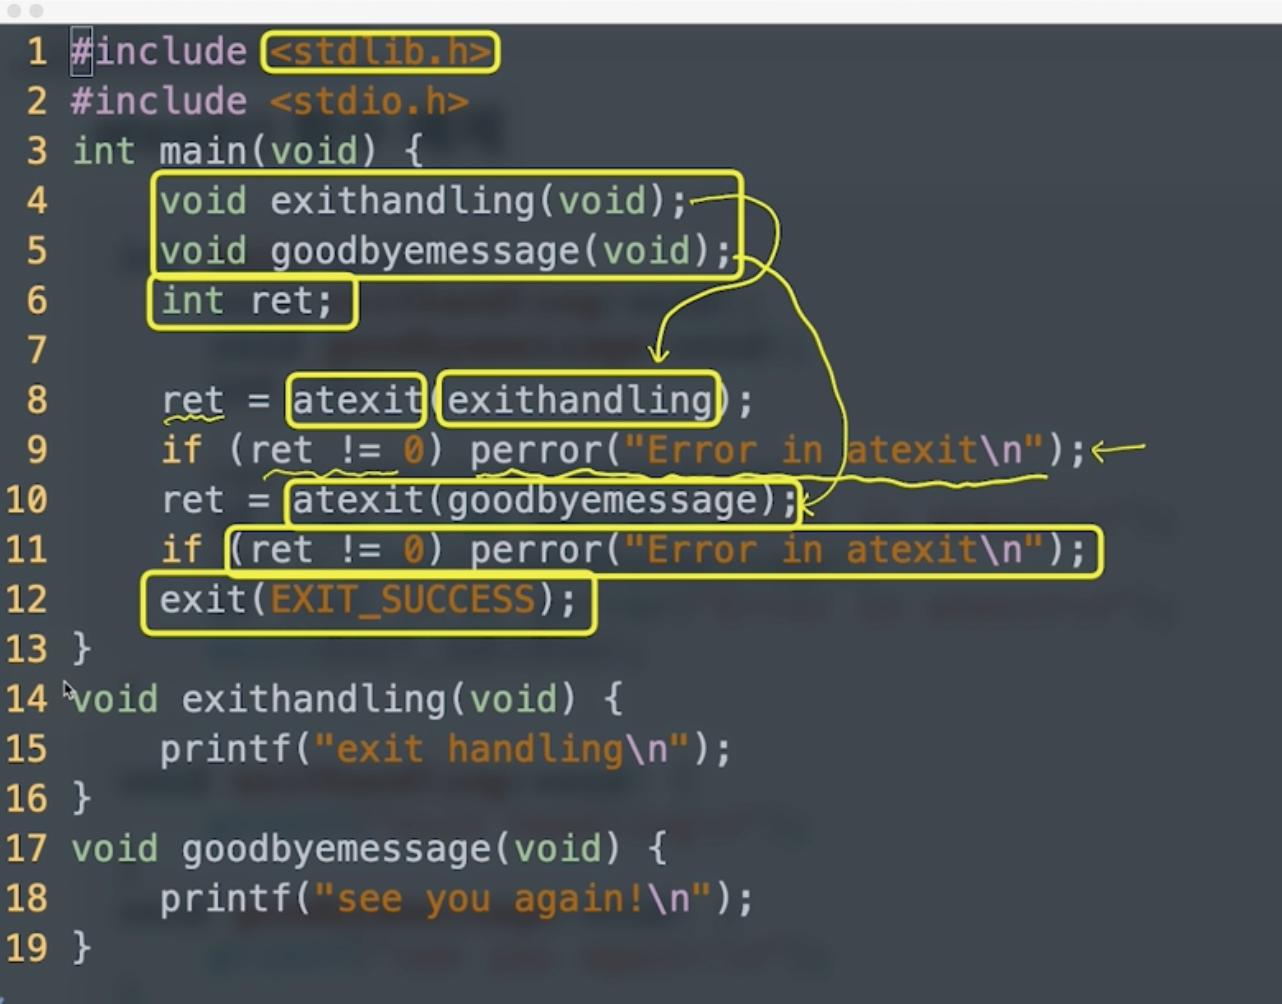 1 #include <stdlib.h>
2 #include <stdio.h>
3 int main(void) {
4     void exithandling(void);
5     void goodbyemessage(void);
6     int ret;
7
8     ret = atexit(exithandling);
9     if (ret != 0) perror("Error in atexit\n");
10     ret = atexit(goodbyemessage);
11     if (ret != 0) perror("Error in atexit\n");
12     exit(EXIT_SUCCESS);
13 }
14 void exithandling(void) {
15     printf("exit handling\n");
16 }
17 void goodbyemessage(void) {
18     printf("see you again!\n");
19 }